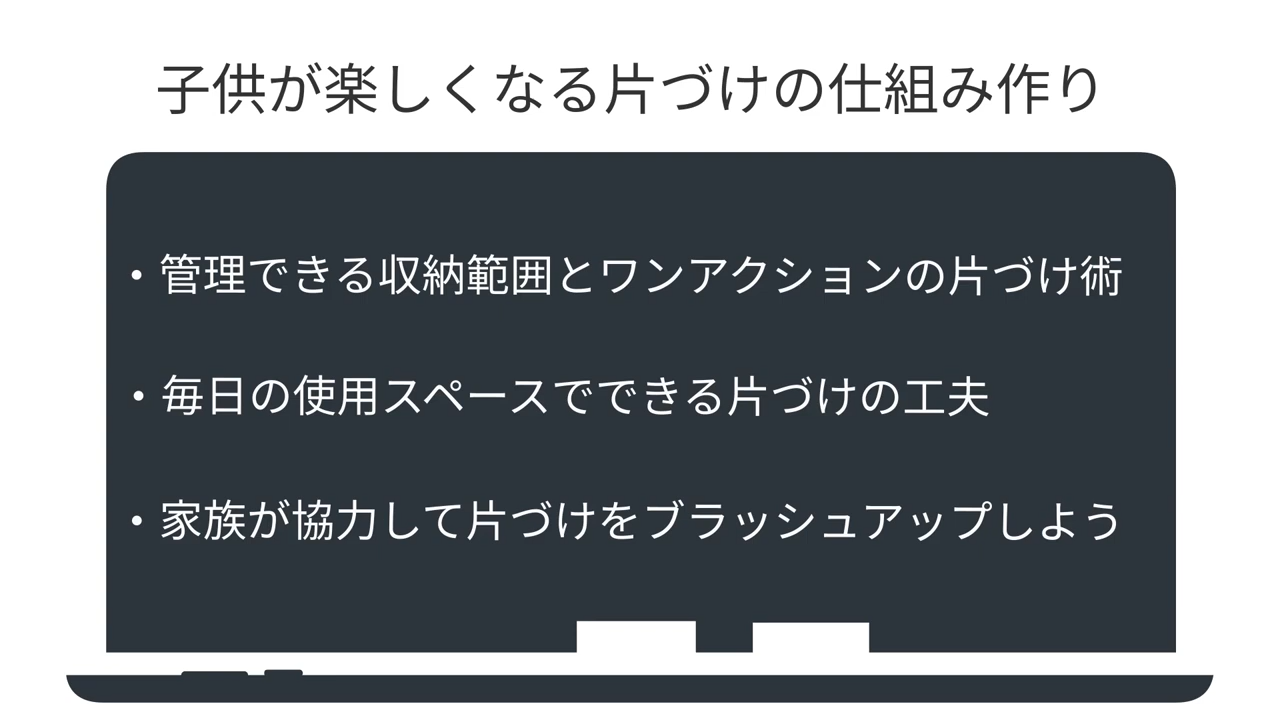 子供が楽しくなる片づけの仕組み作り
・管理できる収納範囲とワンアクションの片づけ術
・毎日の使用スペースでできる片づけの工夫
・家族が協力して片づけをブラッシュアップしよう